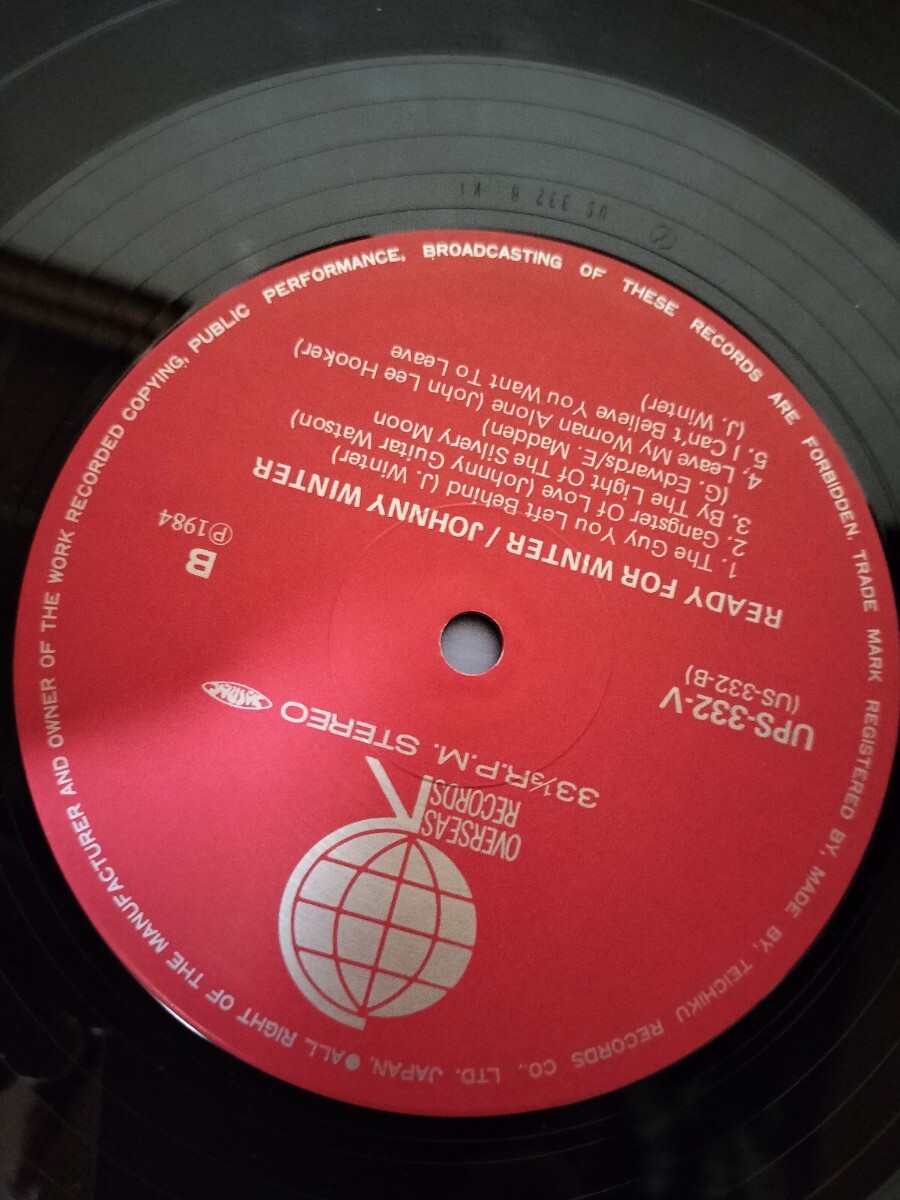 OVERSEAS
RECORDS
33⅓R.P.M. STEREO
UPS-332-V
(US-332-B)
B
Ⓟ1984
READY FOR WINTER / JOHNNY WINTER
1. The Guy You Left Behind (J. Winter)
2. Gangster Of Love (Johnny Guitar Watson)
3. By The Light Of The Silvery Moon
(G. Edwards/E. Madden)
4, Leave My Woman Alone (John Lee Hooker)
5. I Can't Believe You Want To Leave
(J. Winter)
ALL RIGHT OF THE MANUFACTURER AND OWNER OF THE WORK RECORDED COPYING, PUBLIC PERFORMANCE, BROADCASTING OF THESE RECORDS ARE FORBIDDEN. TRADE MARK REGISTERED BY, MADE BY, TEICHIKU RECORDS CO., LTD. JAPAN.
US 332 B